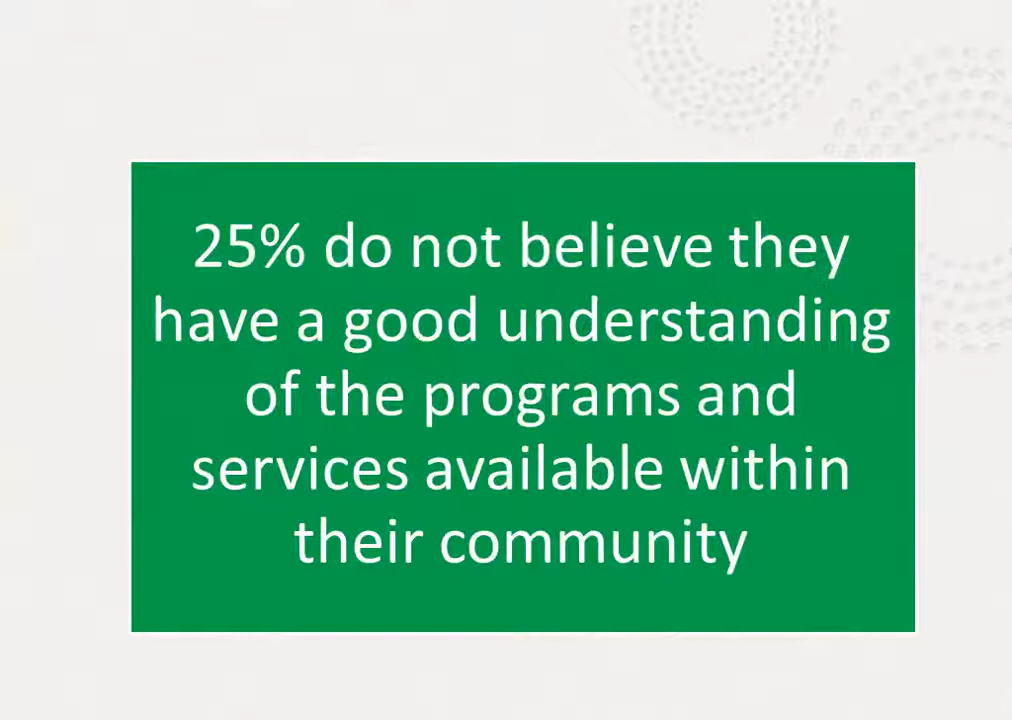 25% do not believe they
have a good understanding
of the programs and
services available within
their community